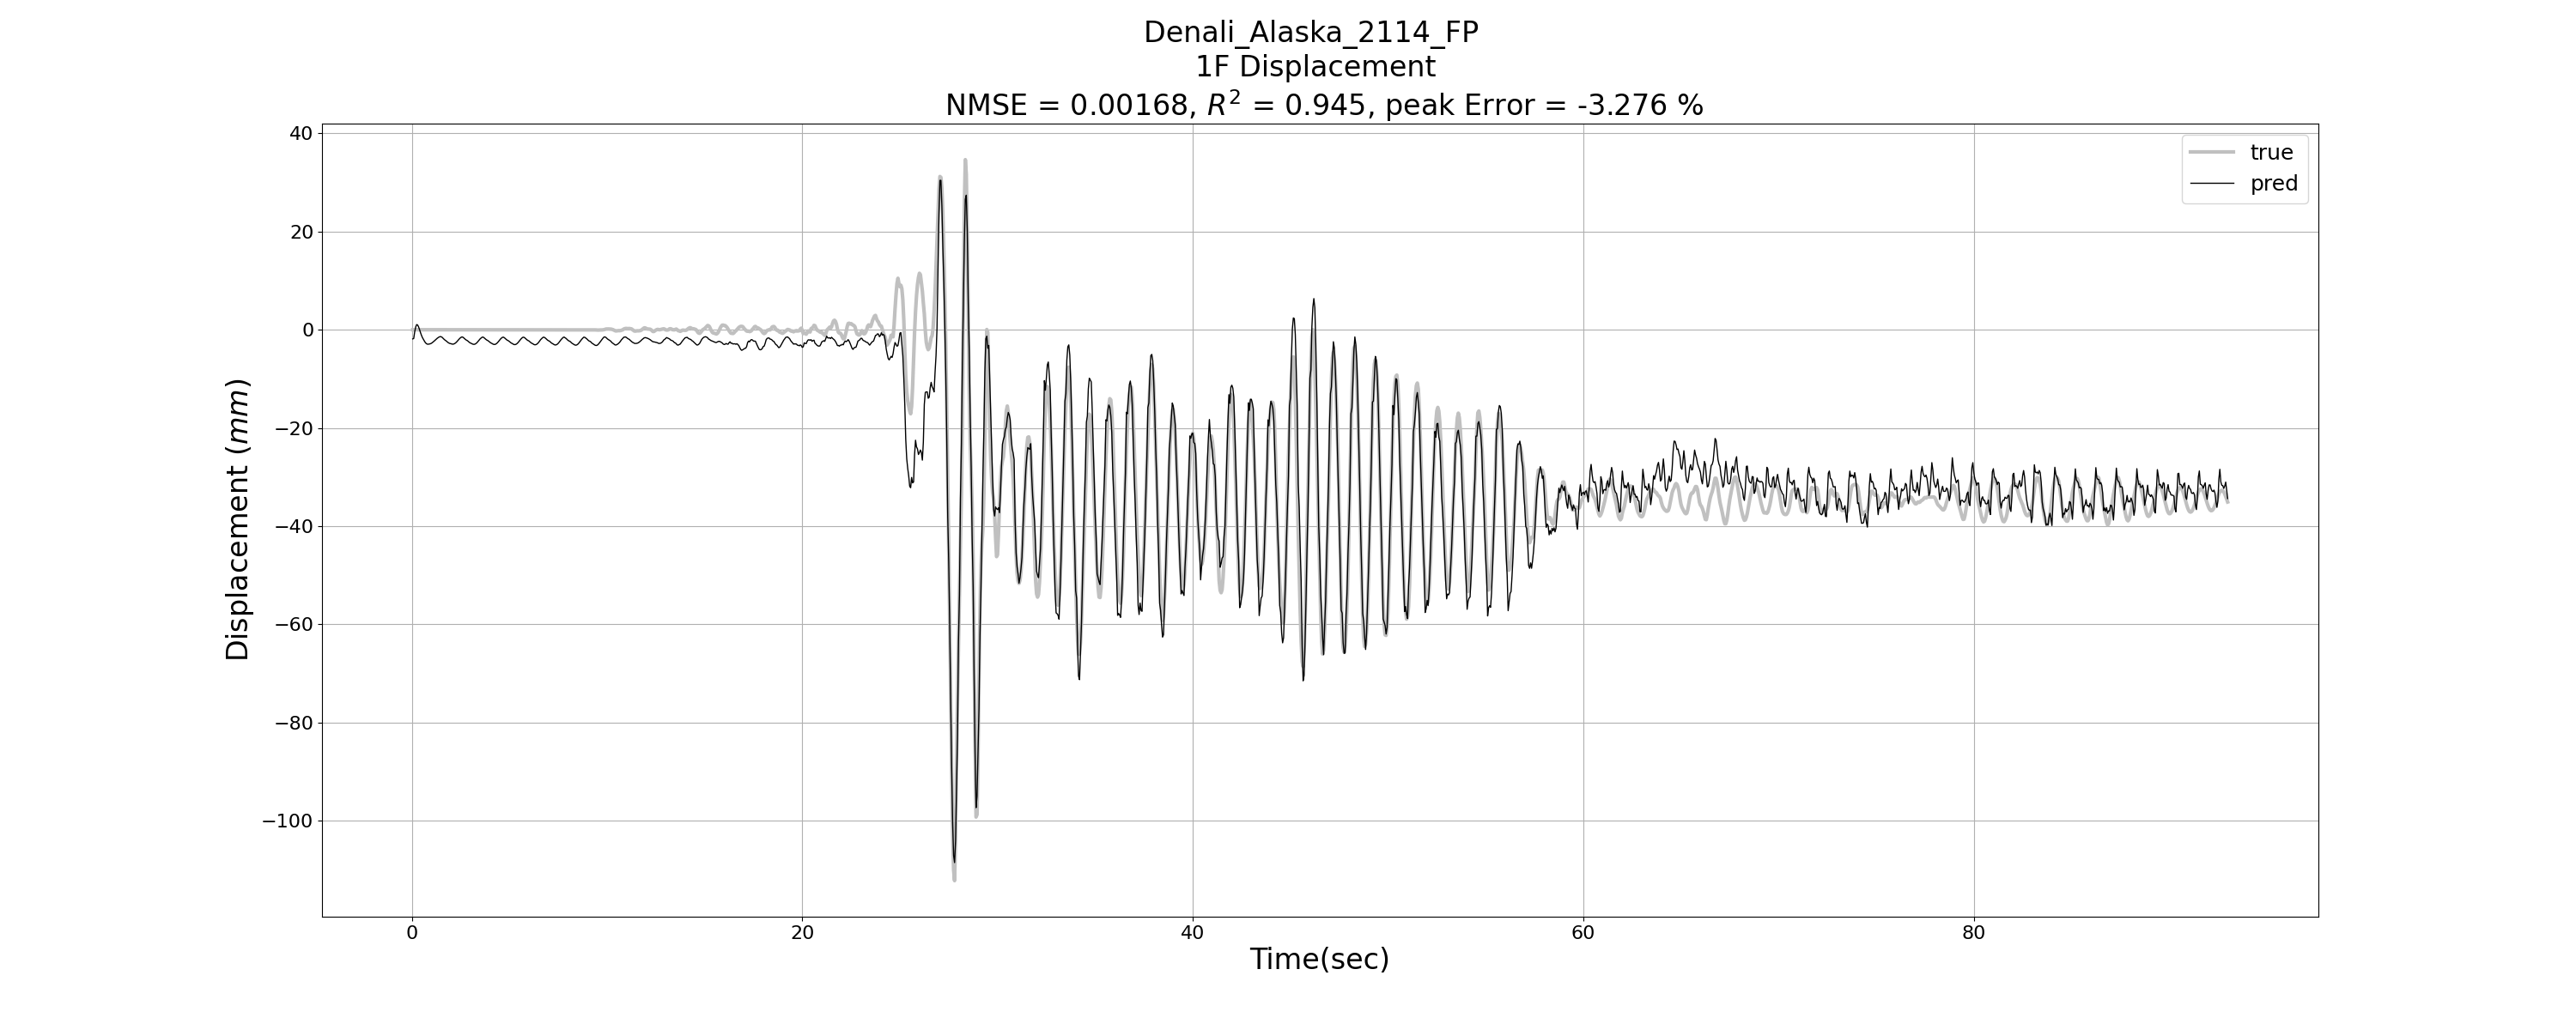 Denali_Alaska_2114_FP
1F Displacement
NMSE = 0.00168, R² = 0.945, peak Error = -3.276 %
true
pred
40
20
0
−20
−40
−60
−80
−100
Displacement (mm)
0 20 40 60 80
Time(sec)